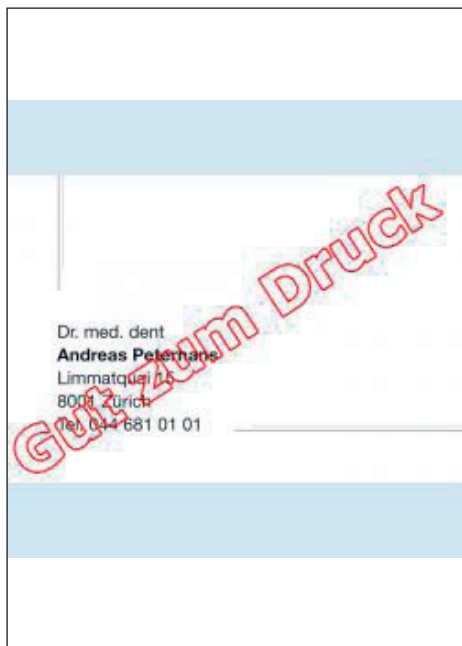 Dr. med. dent
Andreas Peterhans
Limmatquai 15
8001 Zürich
Tel. 044 681 01 01
Gut zum Druck